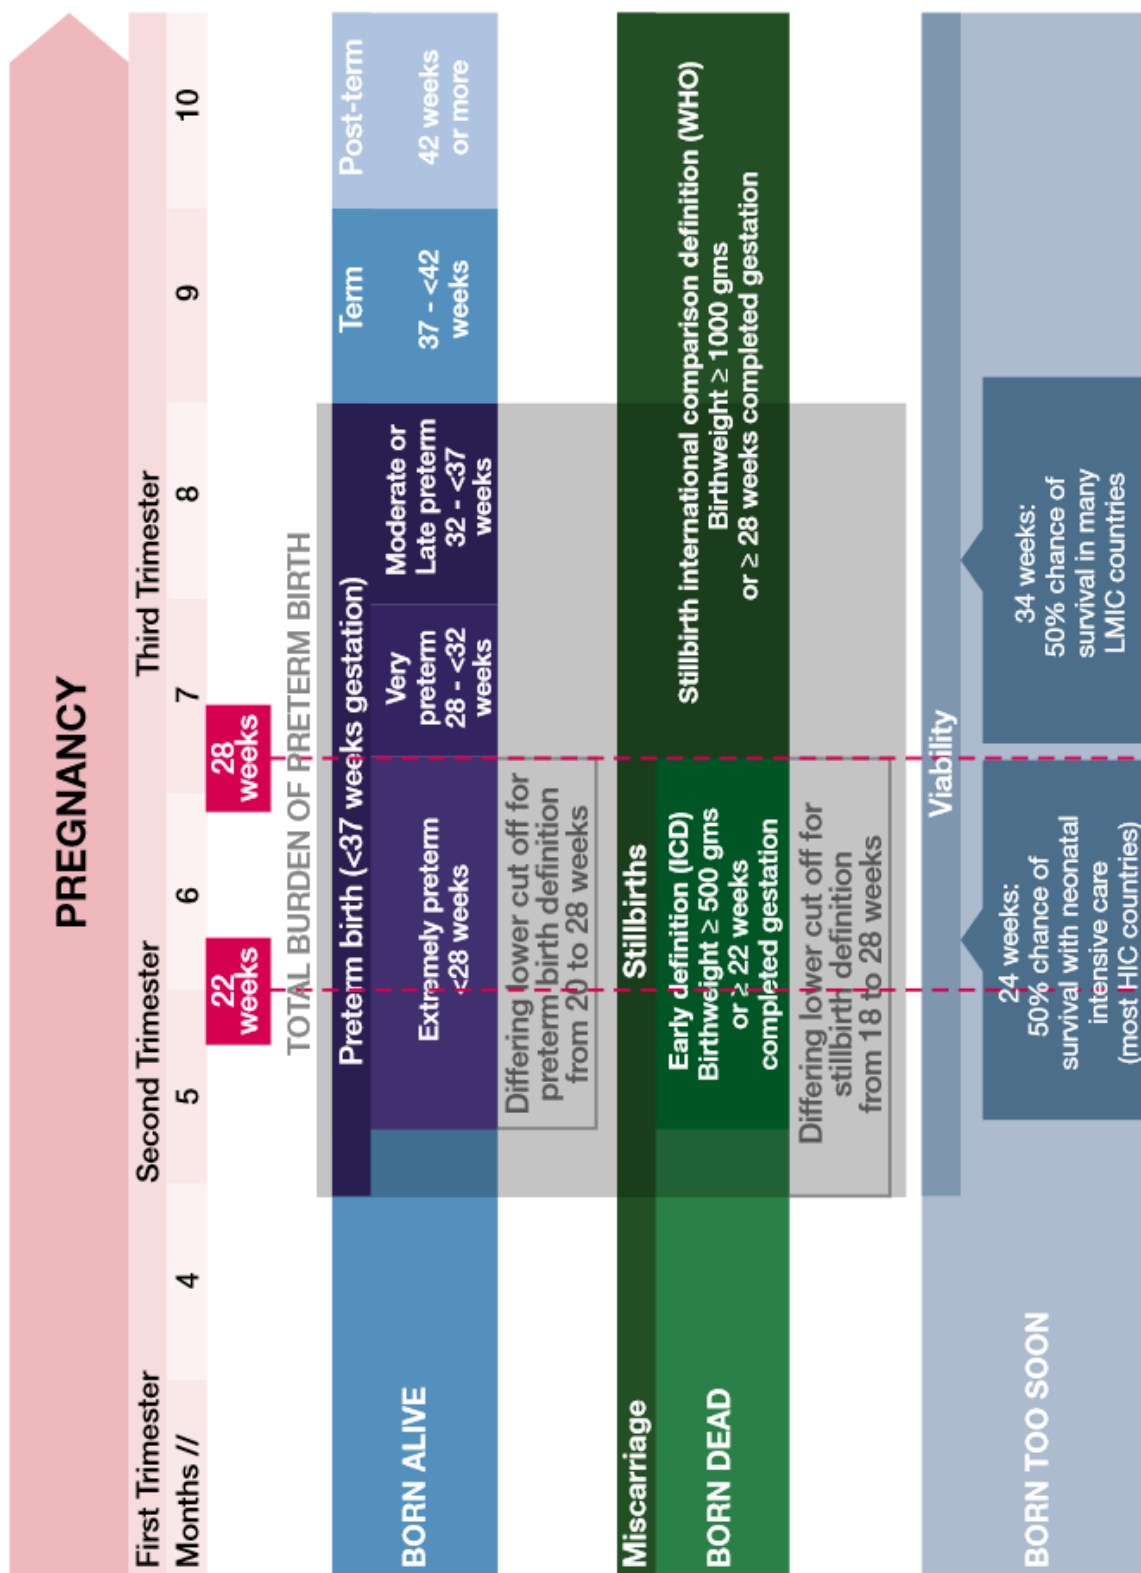 PREGNANCY
First Trimester
Second Trimester
Third Trimester
Months //
4
5
6
7
8
9
10
22
weeks
28
weeks
TOTAL BURDEN OF PRETERM BIRTH
BORN ALIVE
Preterm birth (<37 weeks gestation)
Extremely preterm
<28 weeks
Very
preterm
28 - <32
weeks
Moderate or
Late preterm
32 - <37
weeks
Term
37 - <42
weeks
Post-term
42 weeks
or more
Differing lower cut off for
preterm birth definition
from 20 to 28 weeks
Miscarriage
Stillbirths
BORN DEAD
Early definition (ICD)
Birthweight ≥ 500 gms
or ≥ 22 weeks
completed gestation
Stillbirth international comparison definition (WHO)
Birthweight ≥ 1000 gms
or ≥ 28 weeks completed gestation
Differing lower cut off for
stillbirth definition
from 18 to 28 weeks
Viability
BORN TOO SOON
24 weeks:
50% chance of
survival with neonatal
intensive care
(most HIC countries)
34 weeks:
50% chance of
survival in many
LMIC countries